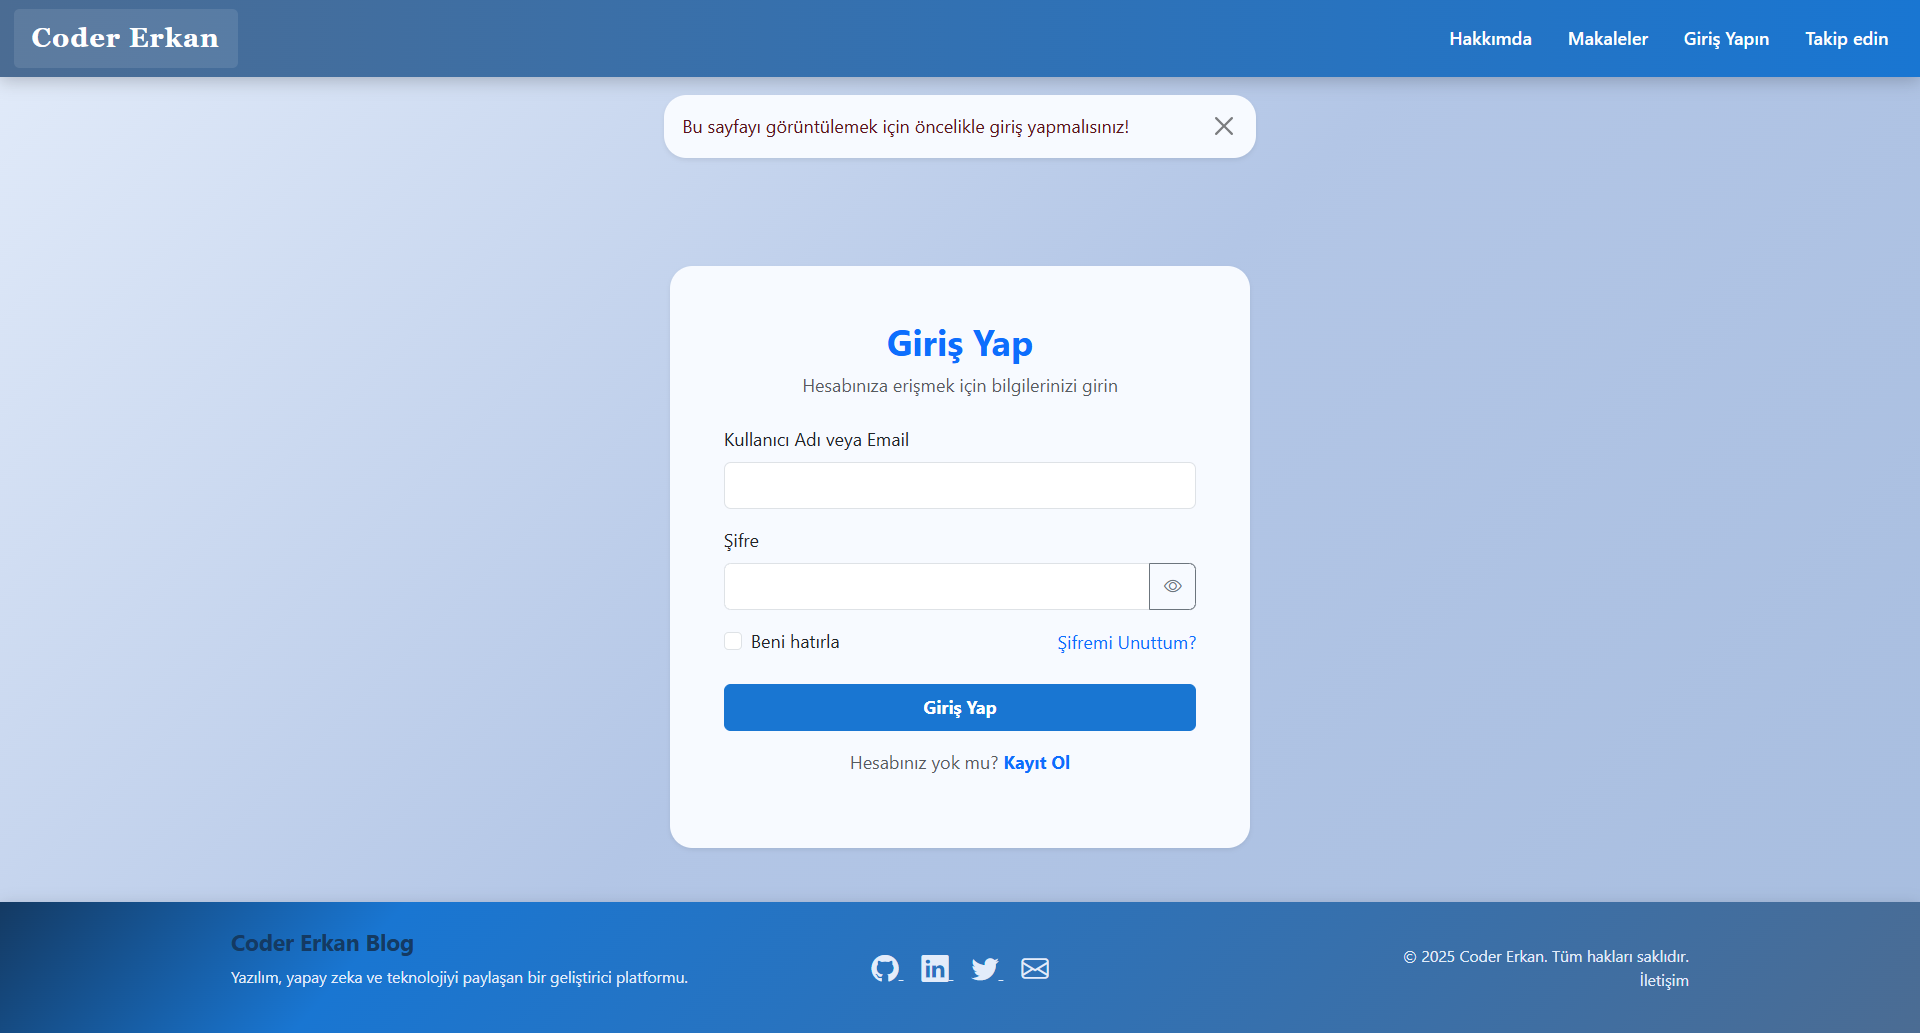 Coder Erkan
Hakkımda
Makaleler
Giriş Yapın
Takip edin
Bu sayfayı görüntülemek için öncelikle giriş yapmalısınız!
Giriş Yap
Hesabınıza erişmek için bilgilerinizi girin
Kullanıcı Adı veya Email
Şifre
Beni hatırla
Şifremi Unuttum?
Giriş Yap
Hesabınız yok mu? Kayıt Ol
Coder Erkan Blog
Yazılım, yapay zeka ve teknolojiyi paylaşan bir geliştirici platformu.
in
© 2025 Coder Erkan. Tüm hakları saklıdır.
İletişim